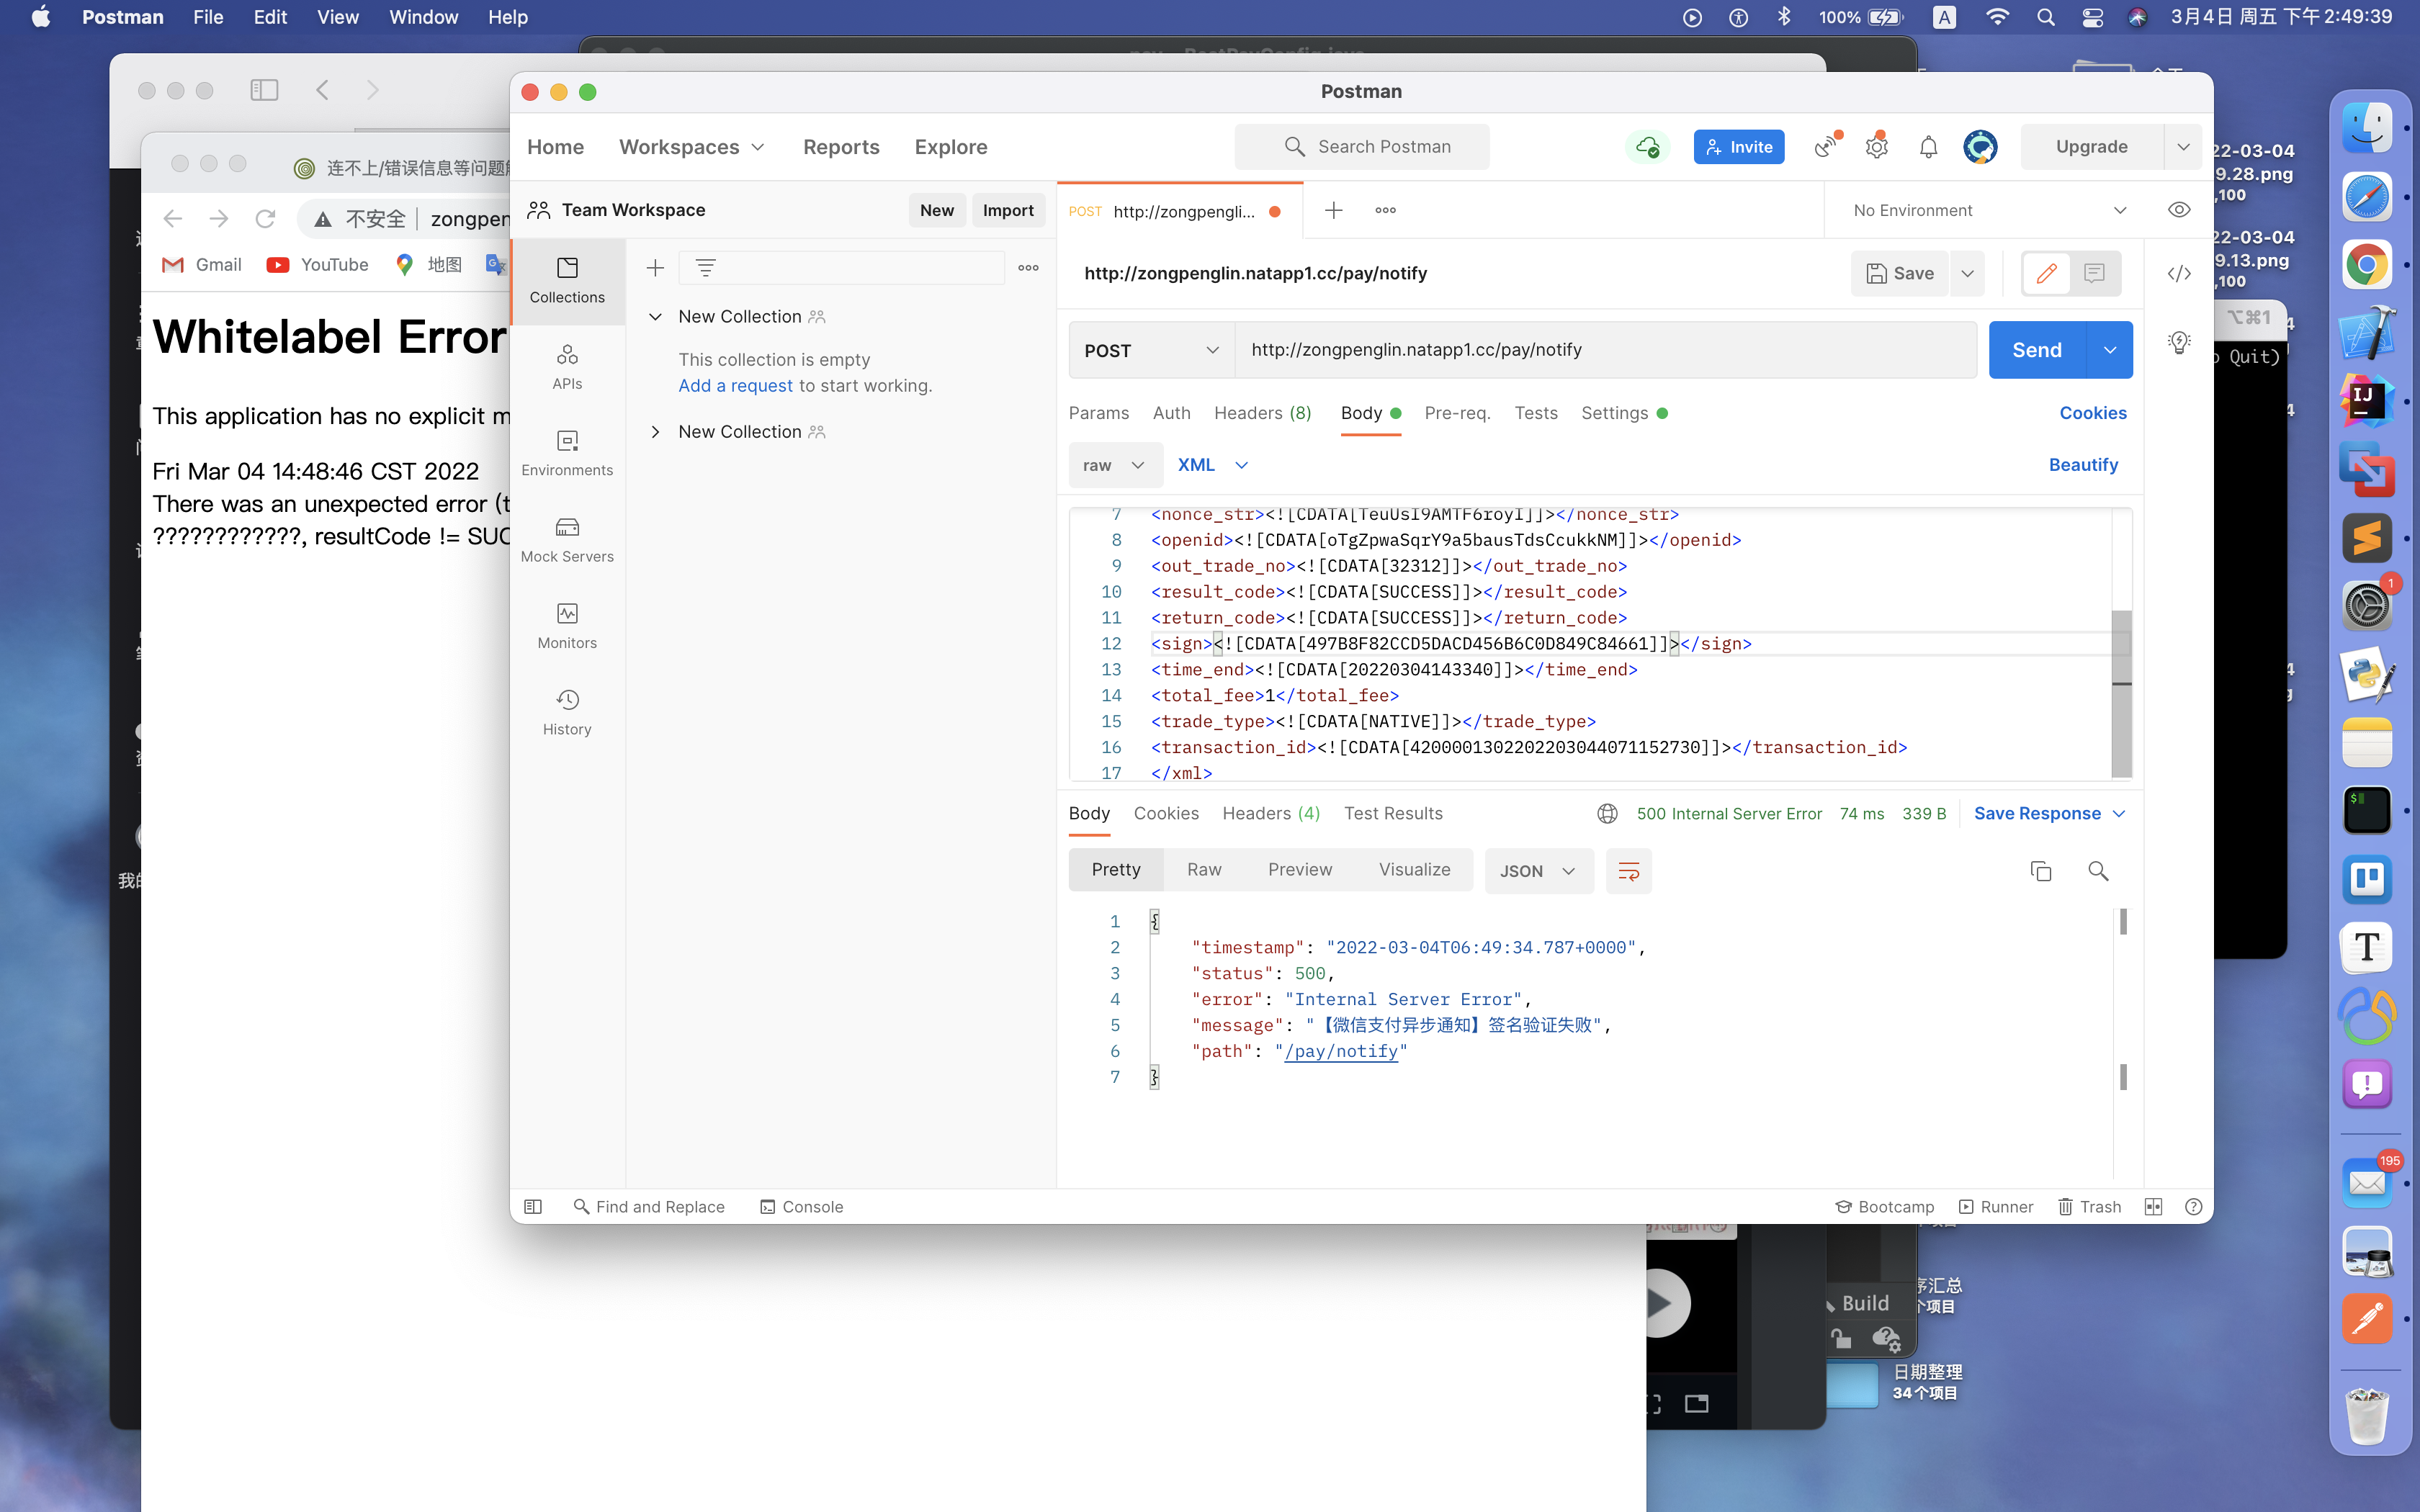 Postman File Edit View Window Help
100% A 3月4日 周五 下午2:49:39
Postman
Home Workspaces Reports Explore
Search Postman
Invite
Upgrade
Team Workspace New Import
POST http://zongpengli...
No Environment
http://zongpenglin.natapp1.cc/pay/notify
Save
POST http://zongpenglin.natapp1.cc/pay/notify
Send
Params Auth Headers (8) Body Pre-req. Tests Settings Cookies
raw XML Beautify
7 <nonce_str><![CDATA[TeuUsI9AMTF6royI]]></nonce_str>
8 <openid><![CDATA[oTgZpwaSqrY9a5bausTdsCcukkNM]]></openid>
9 <out_trade_no><![CDATA[32312]]></out_trade_no>
10 <result_code><![CDATA[SUCCESS]]></result_code>
11 <return_code><![CDATA[SUCCESS]]></return_code>
12 <sign><![CDATA[497B8F82CCD5DACD456B6C0D849C84661]]></sign>
13 <time_end><![CDATA[20220304143340]]></time_end>
14 <total_fee>1</total_fee>
15 <trade_type><![CDATA[NATIVE]]></trade_type>
16 <transaction_id><![CDATA[4200001302202203044071152730]]></transaction_id>
17 </xml>
Body Cookies Headers (4) Test Results
500 Internal Server Error 74 ms 339 B Save Response
Pretty Raw Preview Visualize JSON
1 {
2 "timestamp": "2022-03-04T06:49:34.787+0000",
3 "status": 500,
4 "error": "Internal Server Error",
5 "message": "【微信支付异步通知】签名验证失败",
6 "path": "/pay/notify"
7 }
Collections
APIs
Environments
Mock Servers
Monitors
History
New Collection
This collection is empty
Add a request to start working.
New Collection
Find and Replace Console
Bootcamp Runner Trash
连不上/错误信息等问题
不安全 zongpen
Gmail YouTube 地图
Whitelabel Error
This application has no explicit m
Fri Mar 04 14:48:46 CST 2022
There was an unexpected error (t
????????????, resultCode != SUC
我的
22-03-04
9.28.png
,100
22-03-04
9.13.png
,100
⌥⌘1
Quit)
Build
序汇总
个项目
日期整理
34个项目
IJ
1
T
195